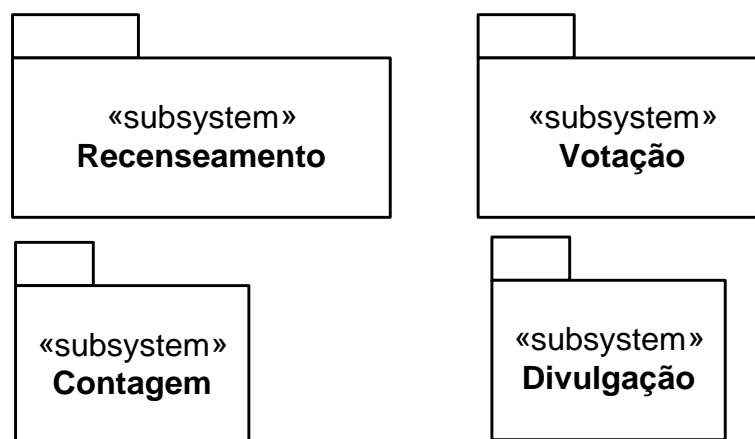 «subsystem»
Recenseamento
«subsystem»
Votação
«subsystem»
Contagem
«subsystem»
Divulgação